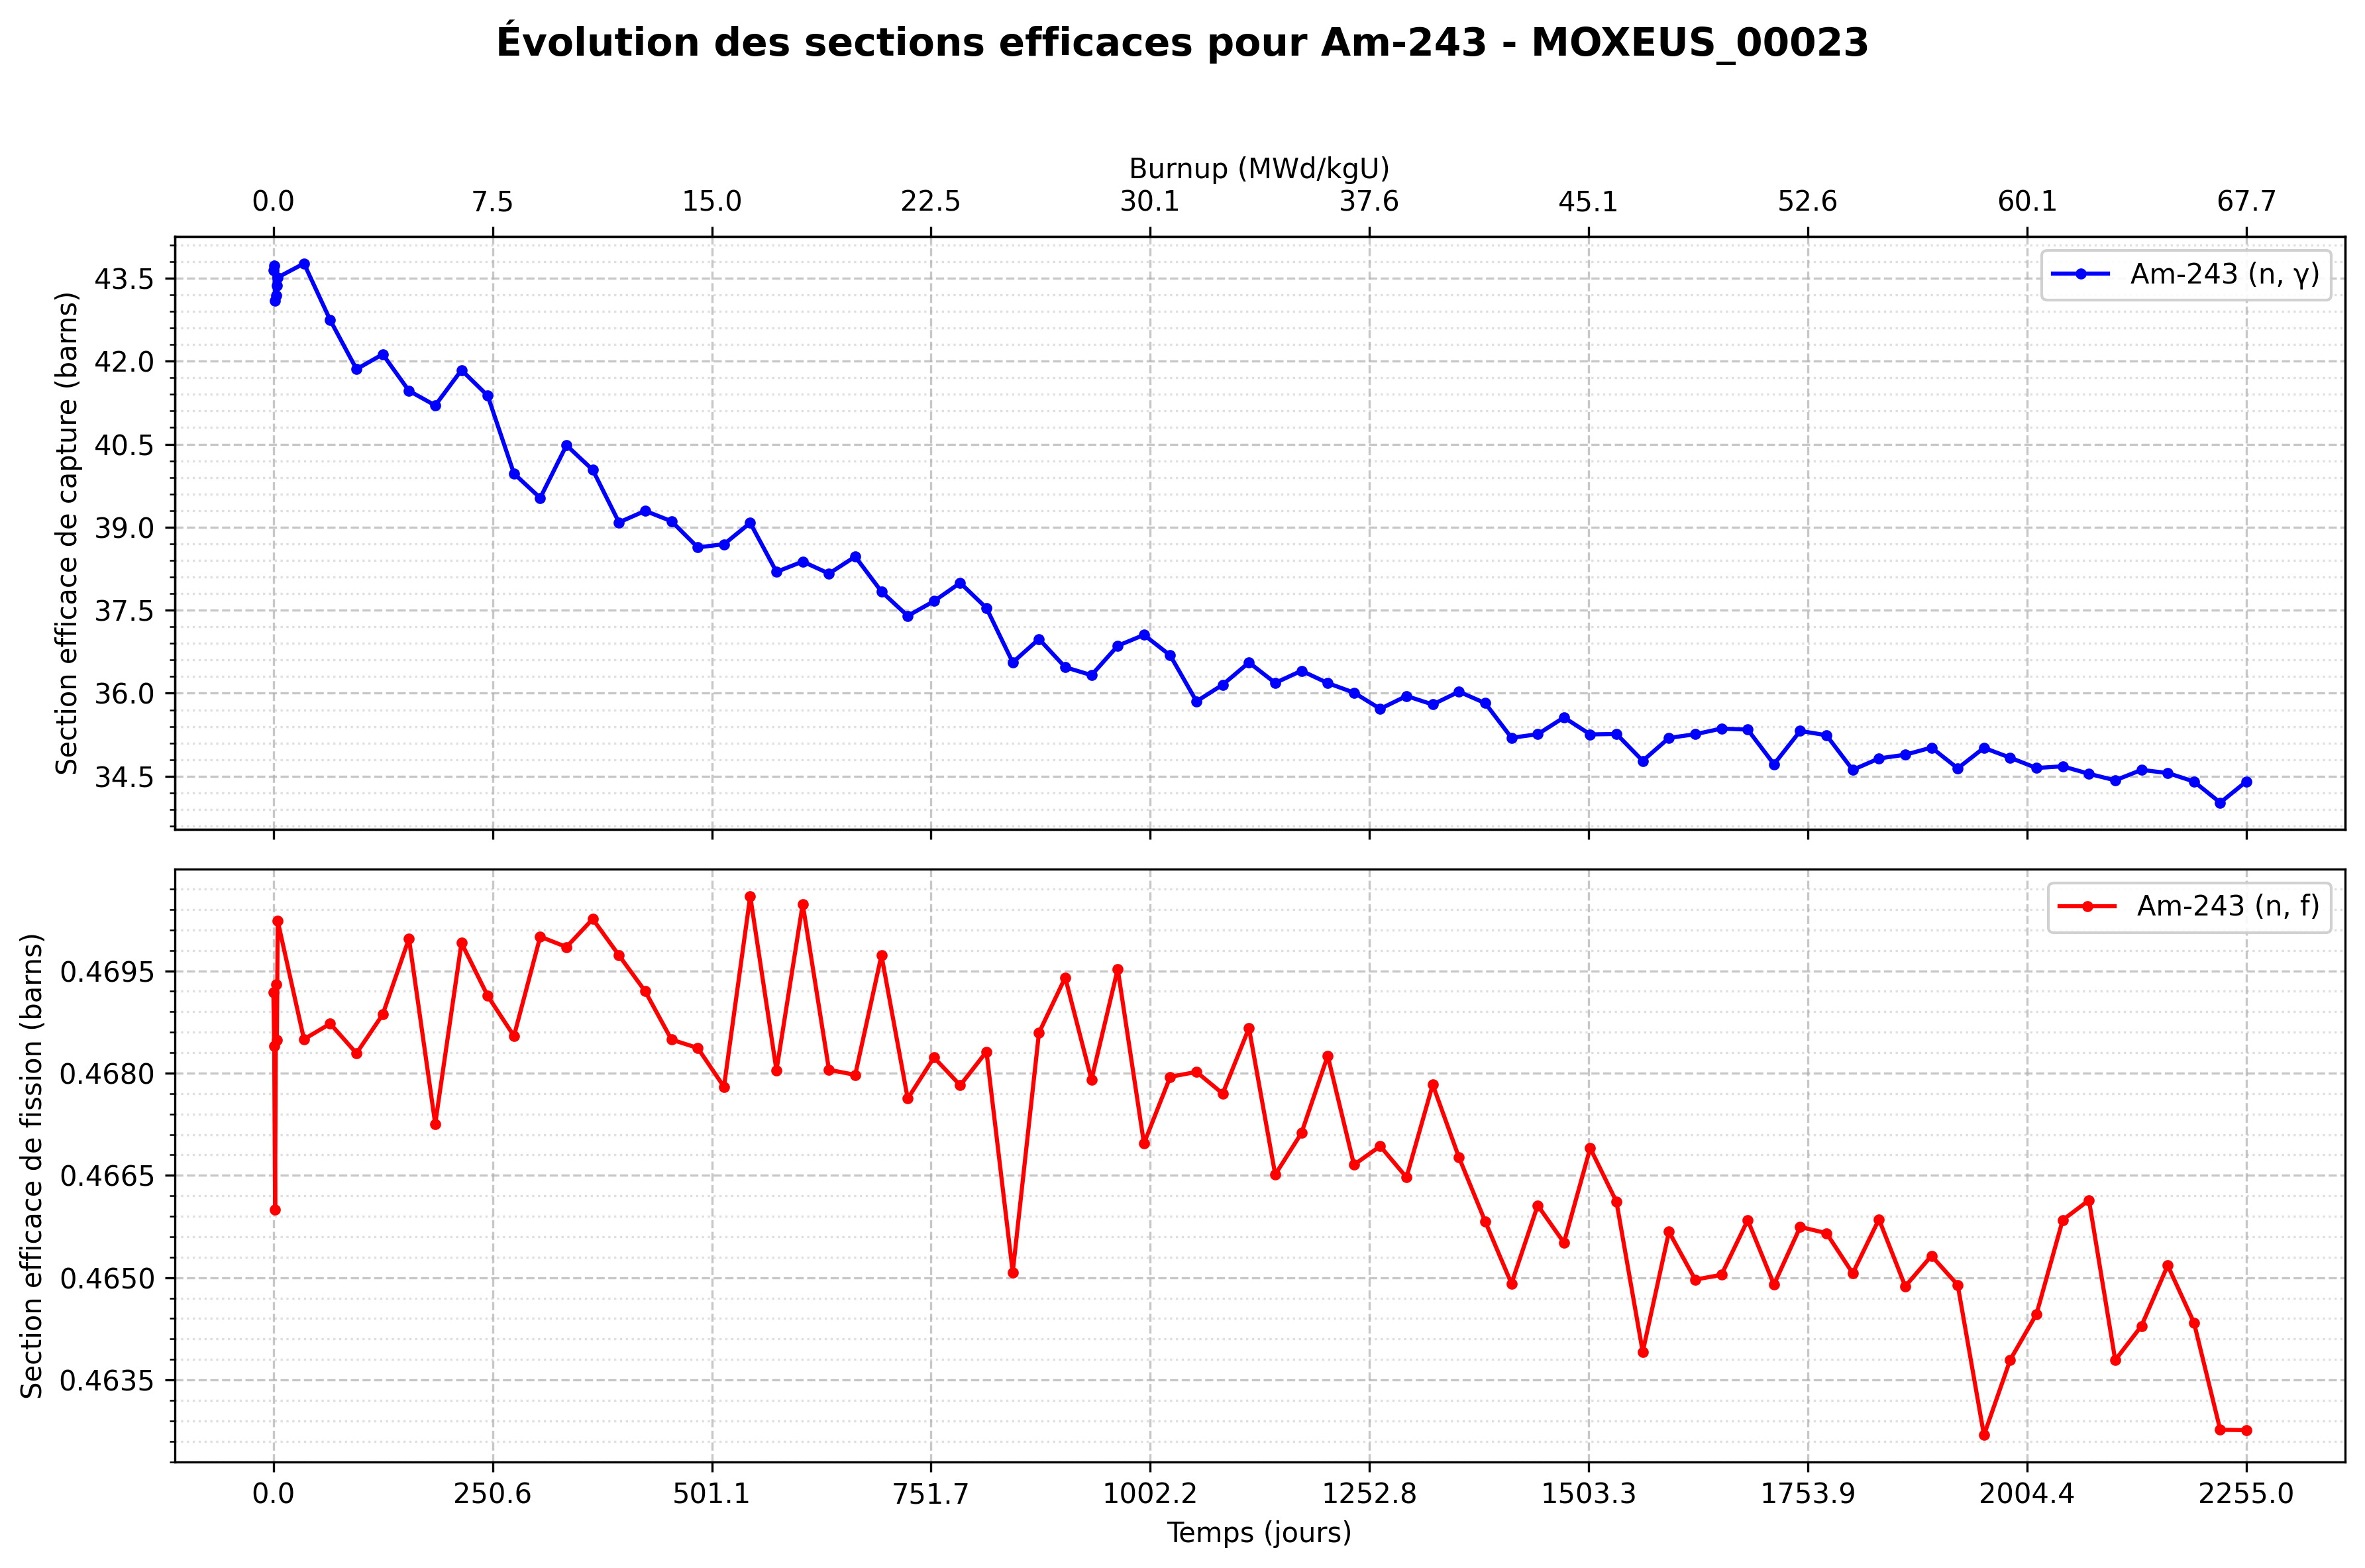 Évolution des sections efficaces pour Am-243 - MOXEUS_00023
Burnup (MWd/kgU)
0.0 7.5 15.0 22.5 30.1 37.6 45.1 52.6 60.1 67.7
Am-243 (n, γ)
Section efficace de capture (barns)
43.5
42.0
40.5
39.0
37.5
36.0
34.5
Am-243 (n, f)
Section efficace de fission (barns)
0.4695
0.4680
0.4665
0.4650
0.4635
0.0 250.6 501.1 751.7 1002.2 1252.8 1503.3 1753.9 2004.4 2255.0
Temps (jours)